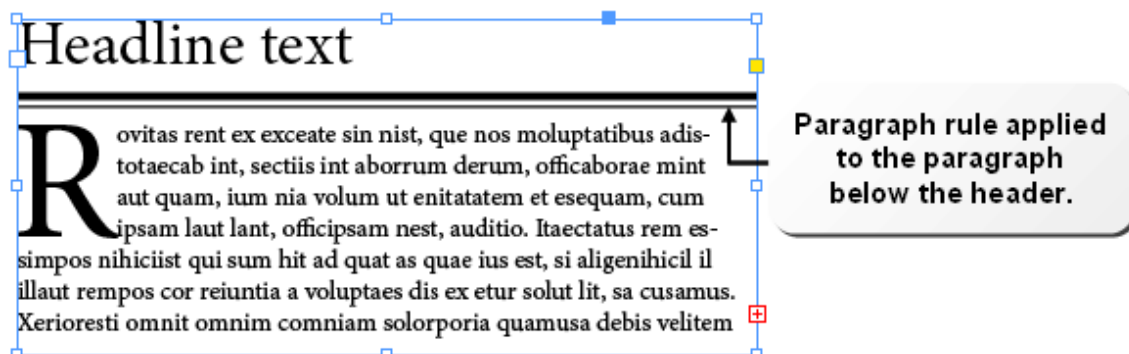 Headline text
Rovitas rent ex exceate sin nist, que nos moluptatibus adis-
totaecab int, sectiis int aborrum derum, officaborae mint
aut quam, ium nia volum ut enitatatem et esequam, cum
ipsam laut lant, officipsam nest, auditio. Itaectatus rem es-
simpos nihiciist qui sum hit ad quat as quae ius est, si aligenihicil il
illaut rempos cor reiuntia a voluptaes dis ex etur solut lit, sa cusamus.
Xerioresti omnit omnim comniam solorporia quamusa debis velitem
Paragraph rule applied
to the paragraph
below the header.